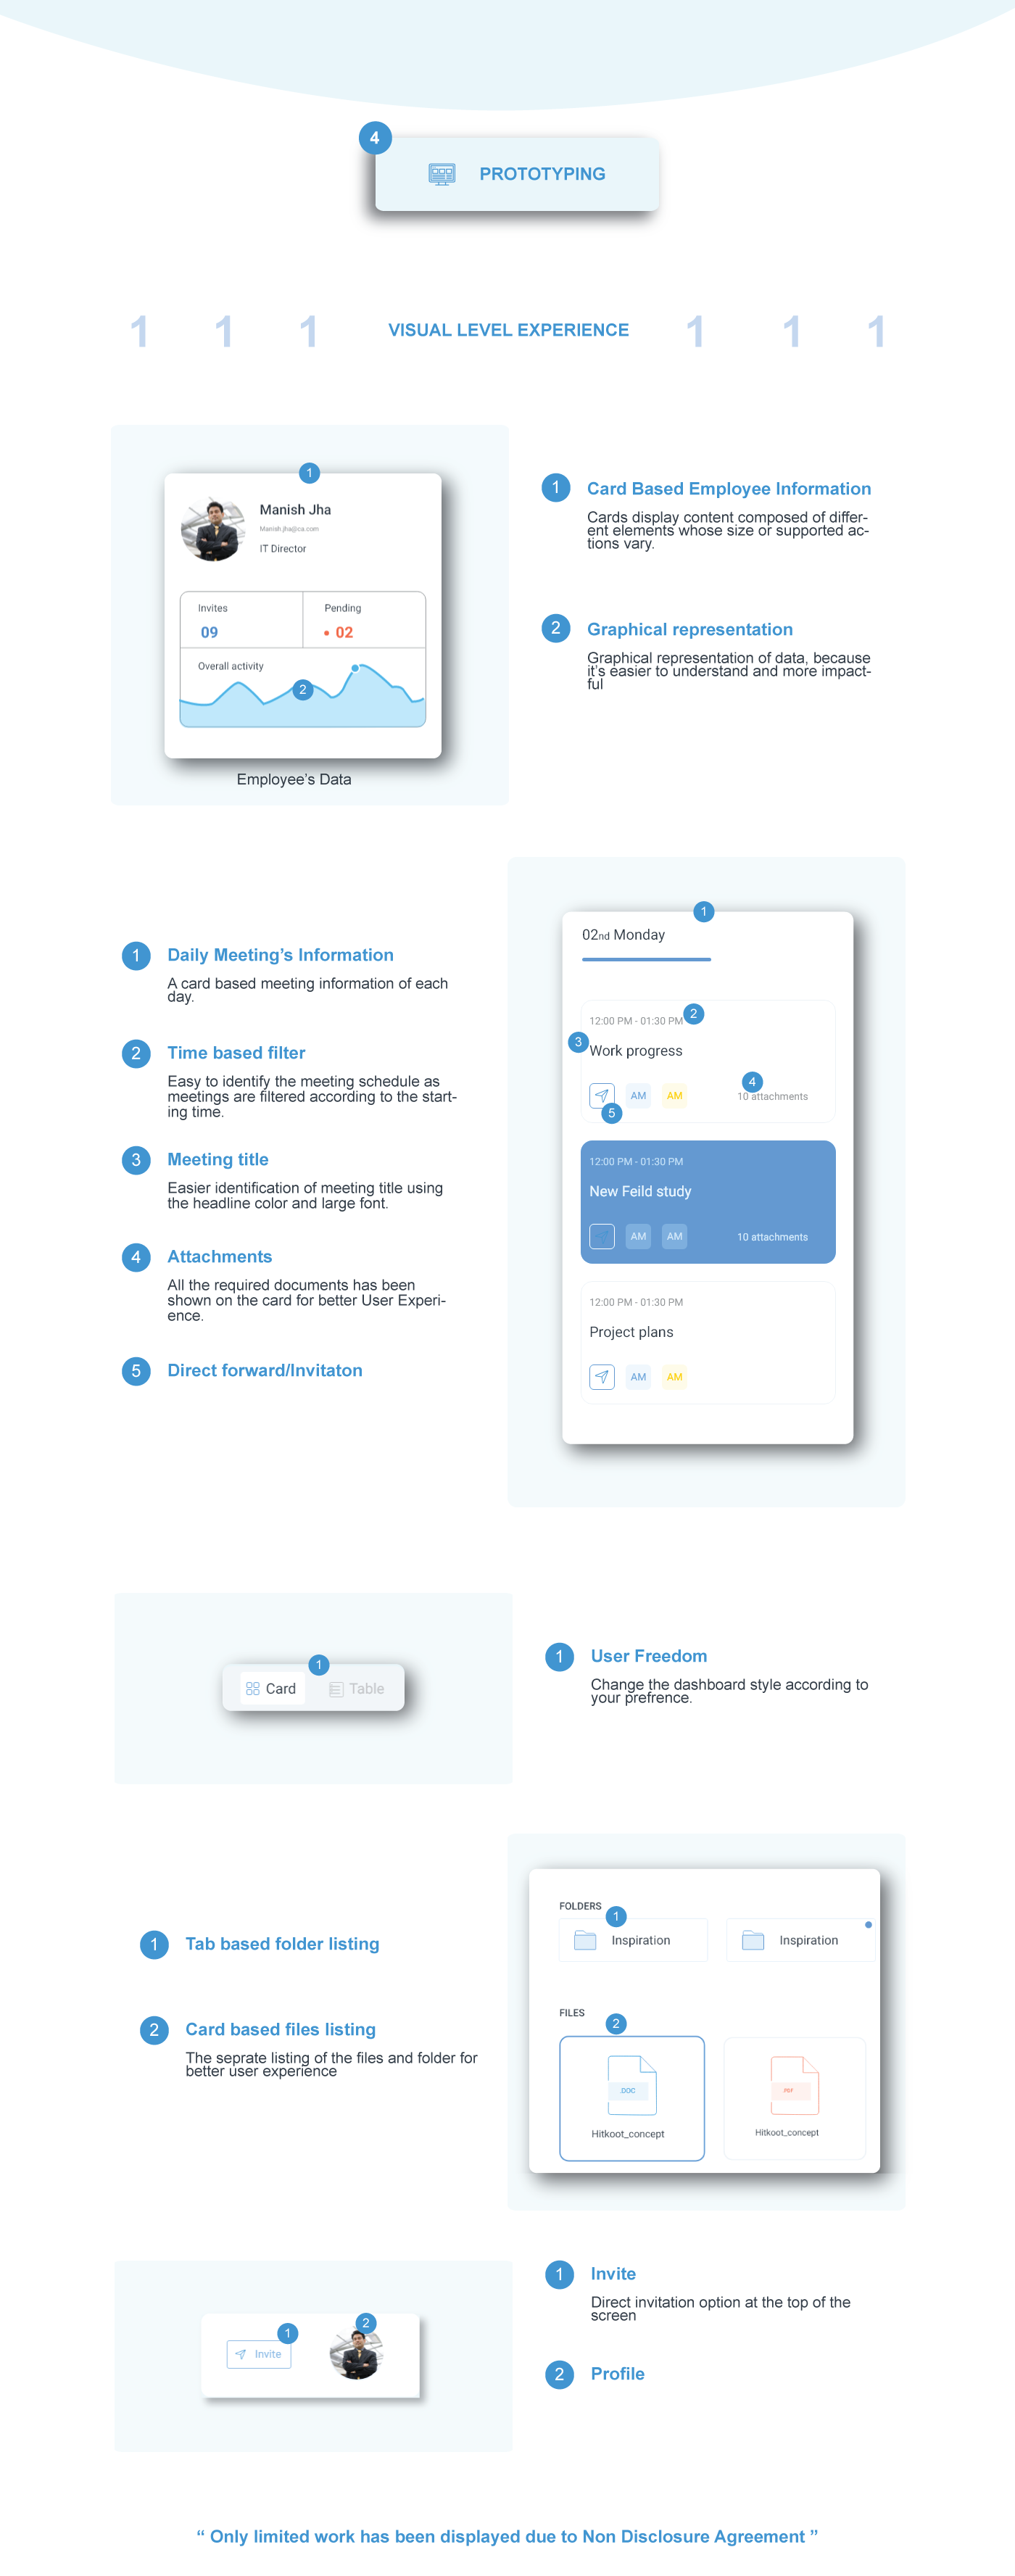 4
PROTOTYPING
1 1 1 VISUAL LEVEL EXPERIENCE 1 1 1
1
Manish Jha
Manish.jha@ca.com
IT Director
Invites
09
Pending
02
Overall activity
2
Employee's Data
1 Card Based Employee Information
Cards display content composed of differ-
ent elements whose size or supported ac-
tions vary.
2 Graphical representation
Graphical representation of data, because
it's easier to understand and more impact-
ful
1 Daily Meeting's Information
A card based meeting information of each
day.
2 Time based filter
Easy to identify the meeting schedule as
meetings are filtered according to the start-
ing time.
3 Meeting title
Easier identification of meeting title using
the headline color and large font.
4 Attachments
All the required documents has been
shown on the card for better User Experi-
ence.
5 Direct forward/Invitaton
1
02nd Monday
12:00 PM - 01:30 PM 2
3 Work progress
4
AM AM 10 attachments
5
12:00 PM - 01:30 PM
New Feild study
AM AM 10 attachments
12:00 PM - 01:30 PM
Project plans
AM AM
1
Card Table
1 User Freedom
Change the dashboard style according to
your prefrence.
1 Tab based folder listing
2 Card based files listing
The seprate listing of the files and folder for
better user experience
FOLDERS
1
Inspiration Inspiration
FILES
2
.DOC .PDF
Hitkoot_concept Hitkoot_concept
1 2
Invite
1 Invite
Direct invitation option at the top of the
screen
2 Profile
“ Only limited work has been displayed due to Non Disclosure Agreement ”